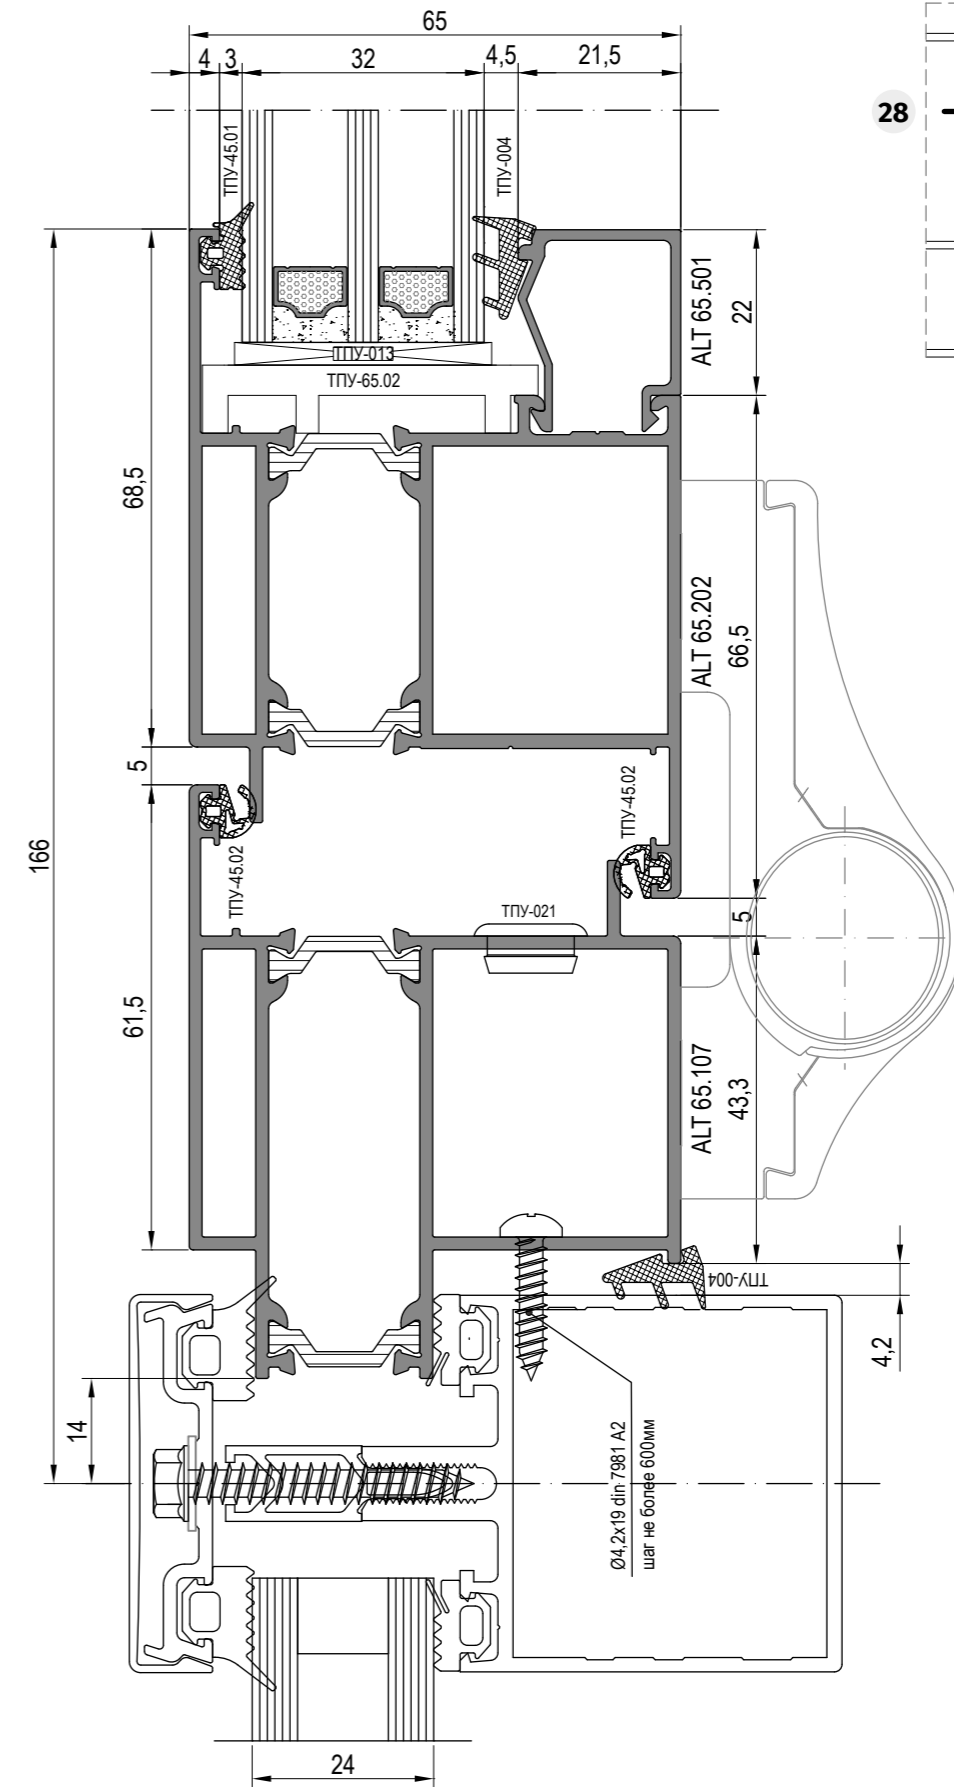 65
4 3 32 4,5 21,5
28
ТПУ-45.01
ТПУ-004
ALT 65.501
22
ТПУ-013
ТПУ-65.02
68,5
ALT 65.202
66,5
5
ТПУ-45.02
ТПУ-45.02
166
ТПУ-021
5
61,5
ALT 65.107
43,3
ТПУ-004
4,2
14
Ø4,2x19 din 7981 A2
шаг не более 600мм
24